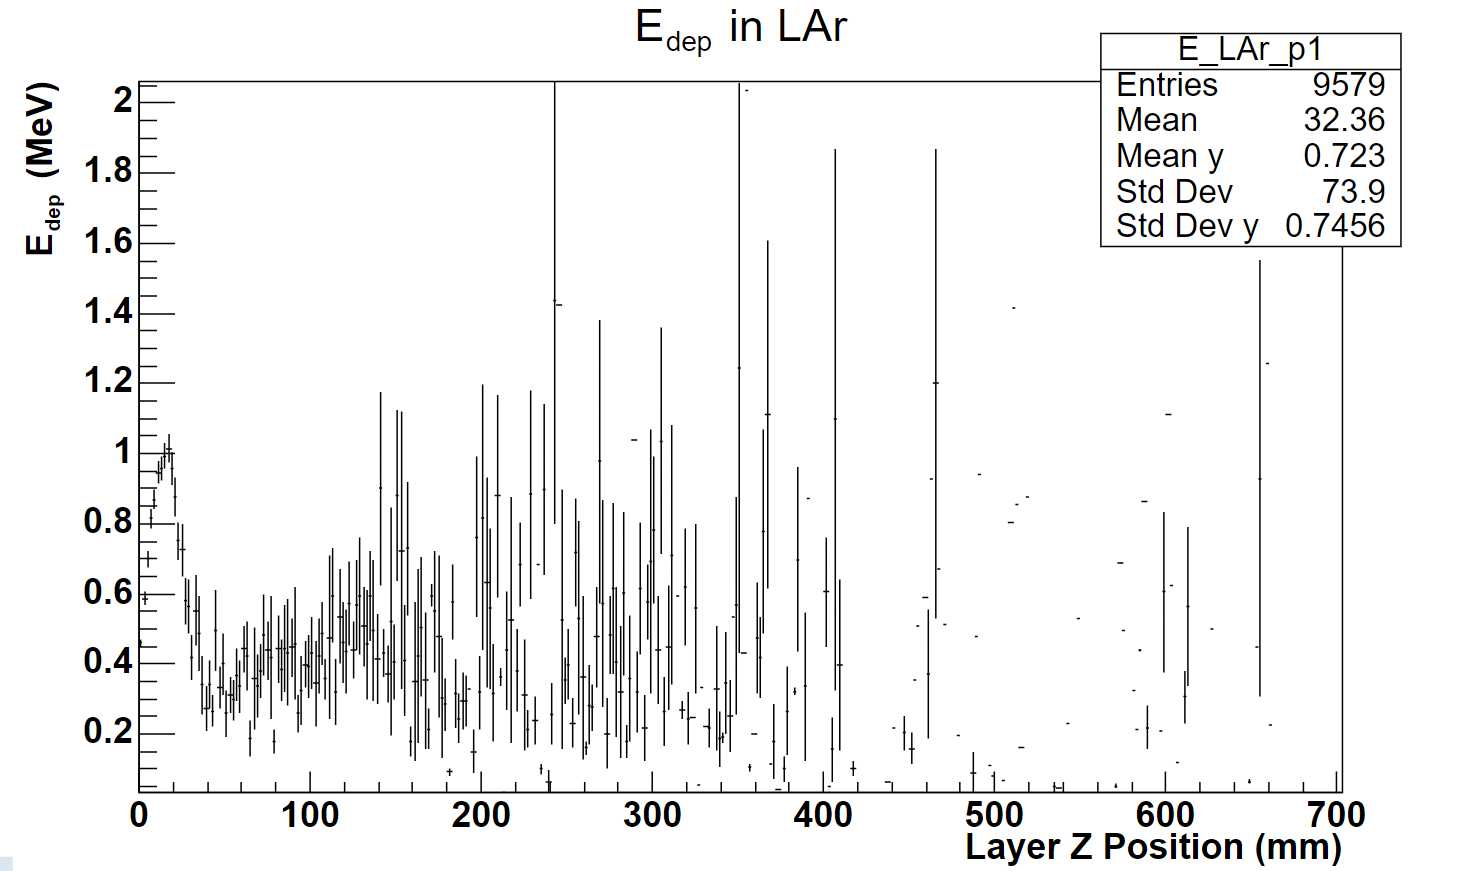 E_dep in LAr
E_LAr_p1
Entries 9579
Mean 32.36
Mean y 0.723
Std Dev 73.9
Std Dev y 0.7456
E_dep (MeV)
2
1.8
1.6
1.4
1.2
1
0.8
0.6
0.4
0.2
0 100 200 300 400 500 600 700
Layer Z Position (mm)